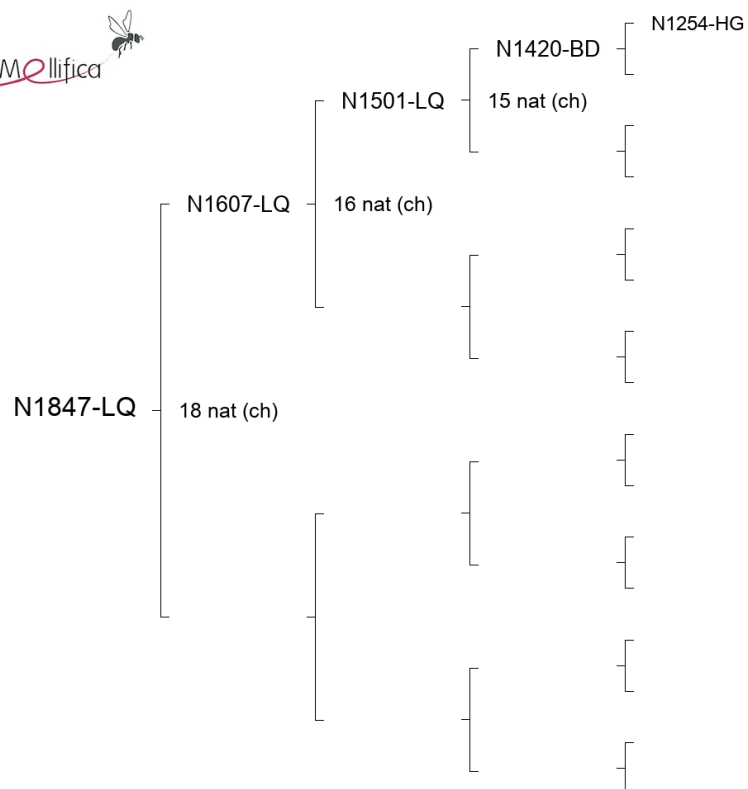 Mellifica
N1254-HG
N1420-BD
N1501-LQ
15 nat (ch)
N1607-LQ
16 nat (ch)
N1847-LQ
18 nat (ch)